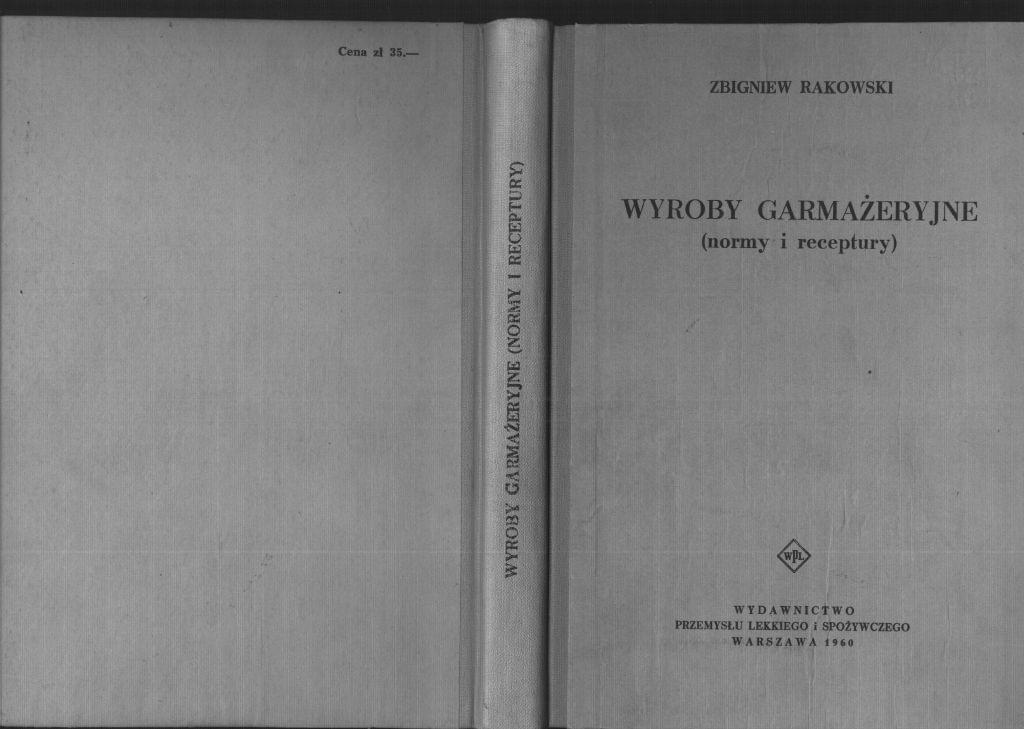 Cena zł 35.—
WYROBY GARMAŻERYJNE (NORMY I RECEPTURY)
ZBIGNIEW RAKOWSKI
WYROBY GARMAŻERYJNE
(normy i receptury)
WPL
WYDAWNICTWO
PRZEMYSŁU LEKKIEGO i SPOŻYWCZEGO
WARSZAWA 1960